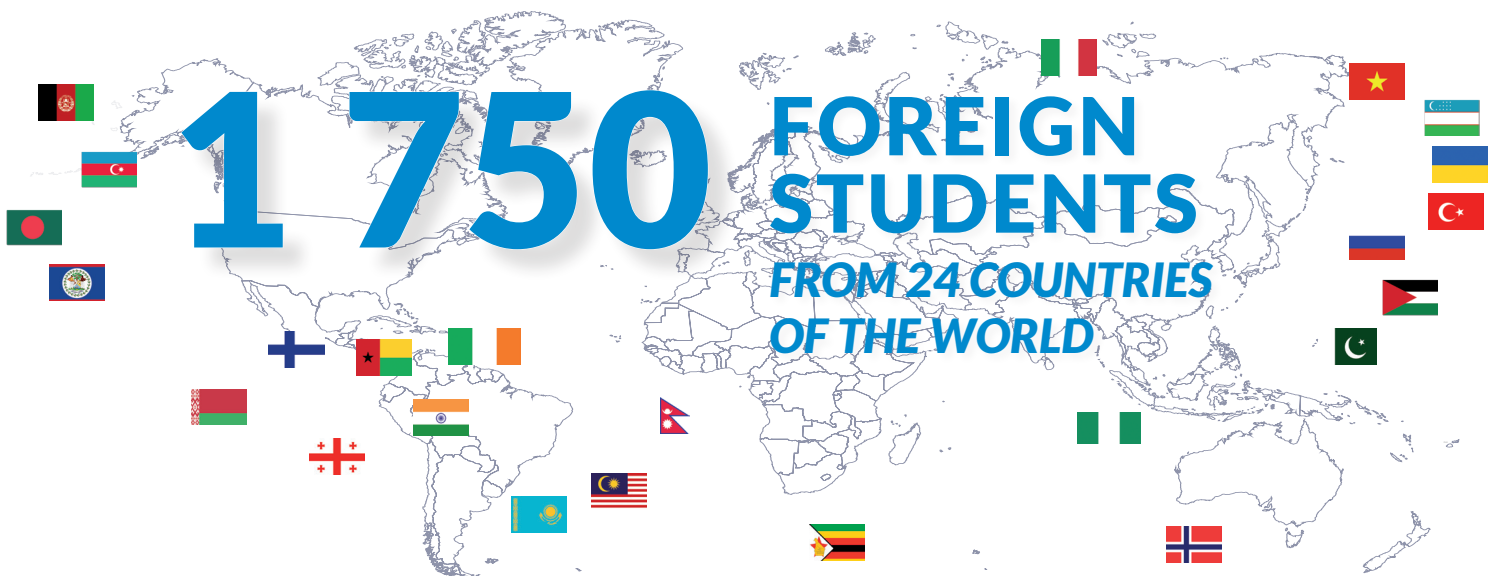 1 750
FOREIGN
STUDENTS
FROM 24 COUNTRIES
OF THE WORLD